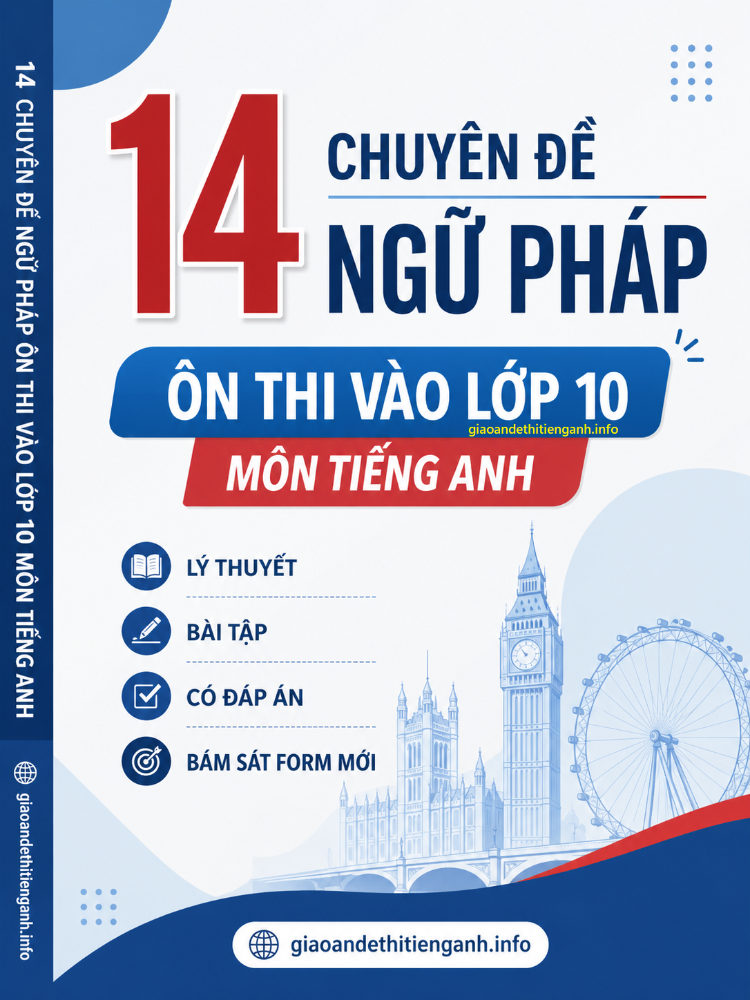 14 CHUYÊN ĐỀ NGỮ PHÁP ÔN THI VÀO LỚP 10 MÔN TIẾNG ANH
giaoandethitienganh.info
14
CHUYÊN ĐỀ
NGỮ PHÁP
ÔN THI VÀO LỚP 10
giaoandethitienganh.info
MÔN TIẾNG ANH
LÝ THUYẾT
BÀI TẬP
CÓ ĐÁP ÁN
BÁM SÁT FORM MỚI
giaoandethitienganh.info